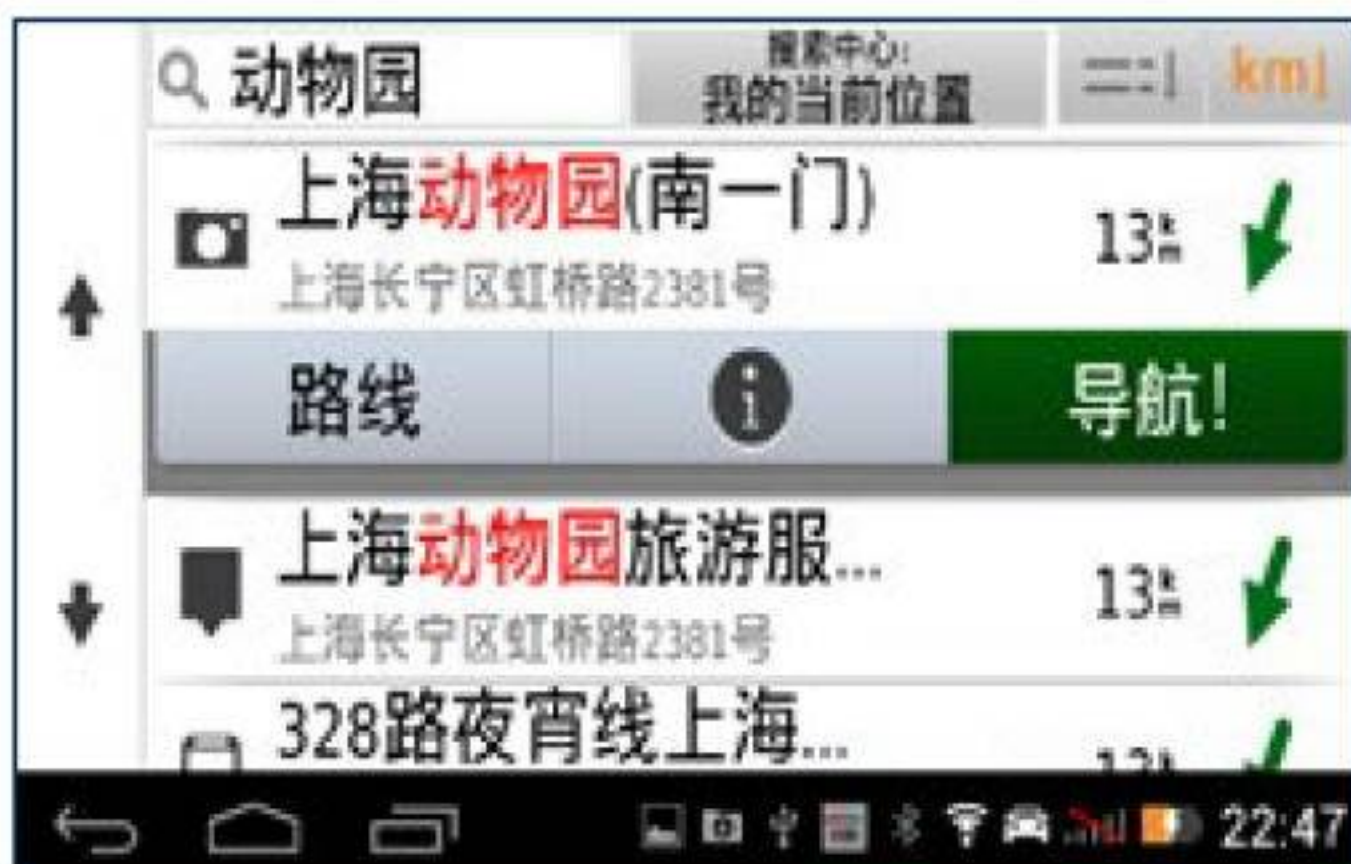 动物园
搜索中心:
我的当前位置
km↓
上海动物园(南一门)
上海长宁区虹桥路2381号
13km
路线
导航!
上海动物园旅游服...
上海长宁区虹桥路2381号
13km
328路夜宵线上海...
13k
22:47